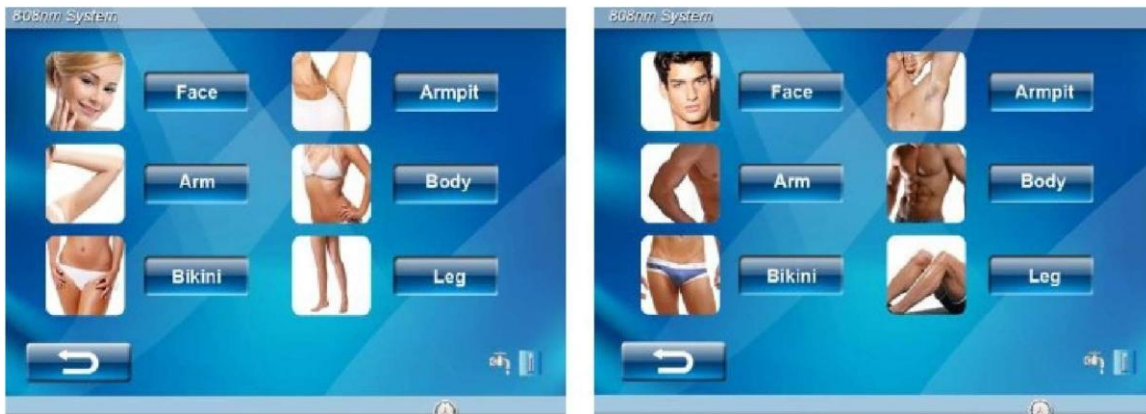 808nm System
Face
Armpit
Arm
Body
Bikini
Leg
808nm System
Face
Armpit
Arm
Body
Bikini
Leg